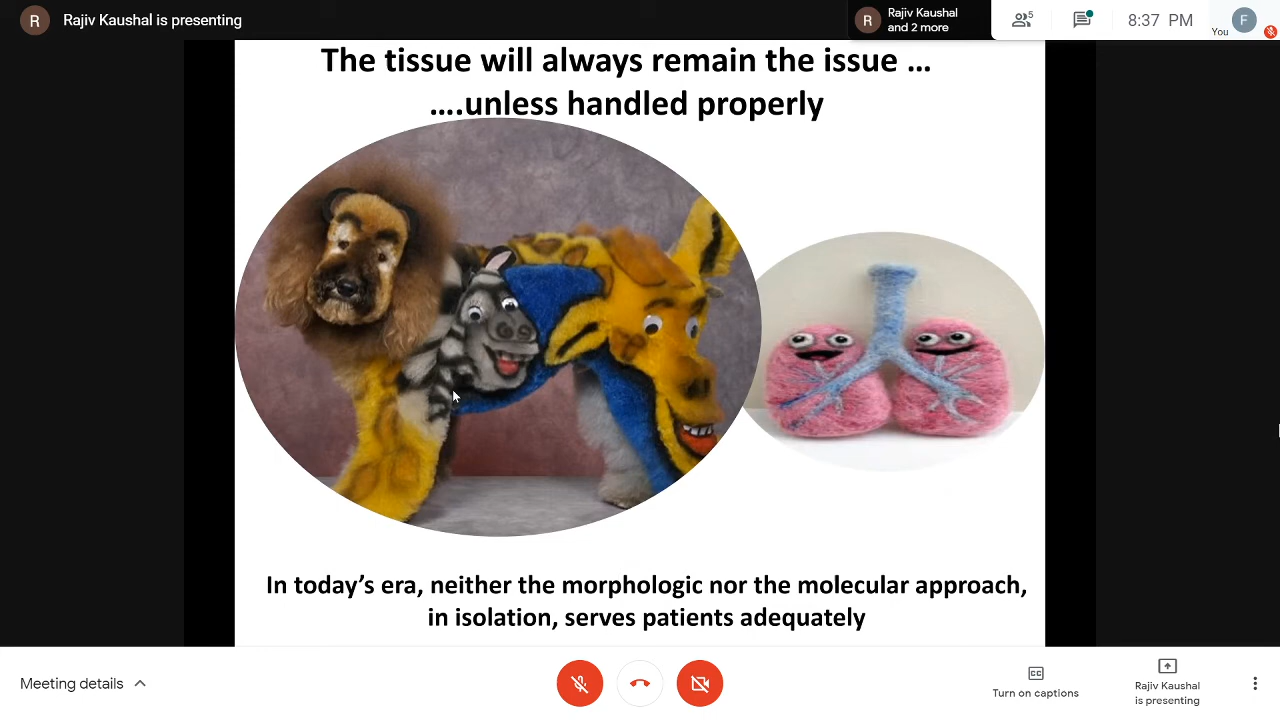 R
Rajiv Kaushal is presenting
R
Rajiv Kaushal
and 2 more
5
8:37 PM
You
F
The tissue will always remain the issue ...
....unless handled properly
In today's era, neither the morphologic nor the molecular approach,
in isolation, serves patients adequately
Meeting details
CC
Turn on captions
Rajiv Kaushal
is presenting